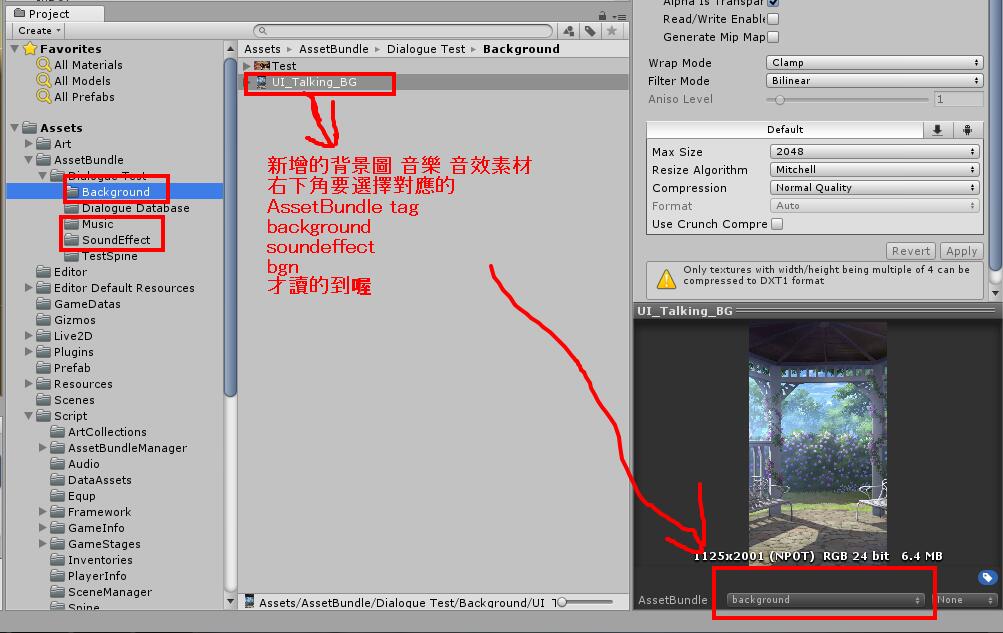 Project
Create
Favorites
All Materials
All Models
All Prefabs
Assets
Art
AssetBundle
Dialogue Test
Background
Dialogue Database
Music
SoundEffect
TestSpine
Editor
Editor Default Resources
GameDatas
Gizmos
Live2D
Plugins
Prefab
Resources
Scenes
Script
ArtCollections
AssetBundleManager
Audio
DataAssets
Equp
Framework
GameInfo
GameStages
Inventories
PlayerInfo
SceneManager
Spine
Assets ▸ AssetBundle ▸ Dialogue Test ▸ Background
Test
UI_Talking_BG
新增的背景圖 音樂 音效素材
右下角要選擇對應的
AssetBundle tag
background
soundeffect
bgn
才讀的到喔
Assets/AssetBundle/Dialogue Test/Background/UI_T
Alpha Is Transpar
Read/Write Enable
Generate Mip Map
Wrap Mode Clamp
Filter Mode Bilinear
Aniso Level 1
Default
Max Size 2048
Resize Algorithm Mitchell
Compression Normal Quality
Format Auto
Use Crunch Compre
Revert Apply
Only textures with width/height being multiple of 4 can be
compressed to DXT1 format
UI_Talking_BG
1125x2001 (NPOT) RGB 24 bit 6.4 MB
AssetBundle background None